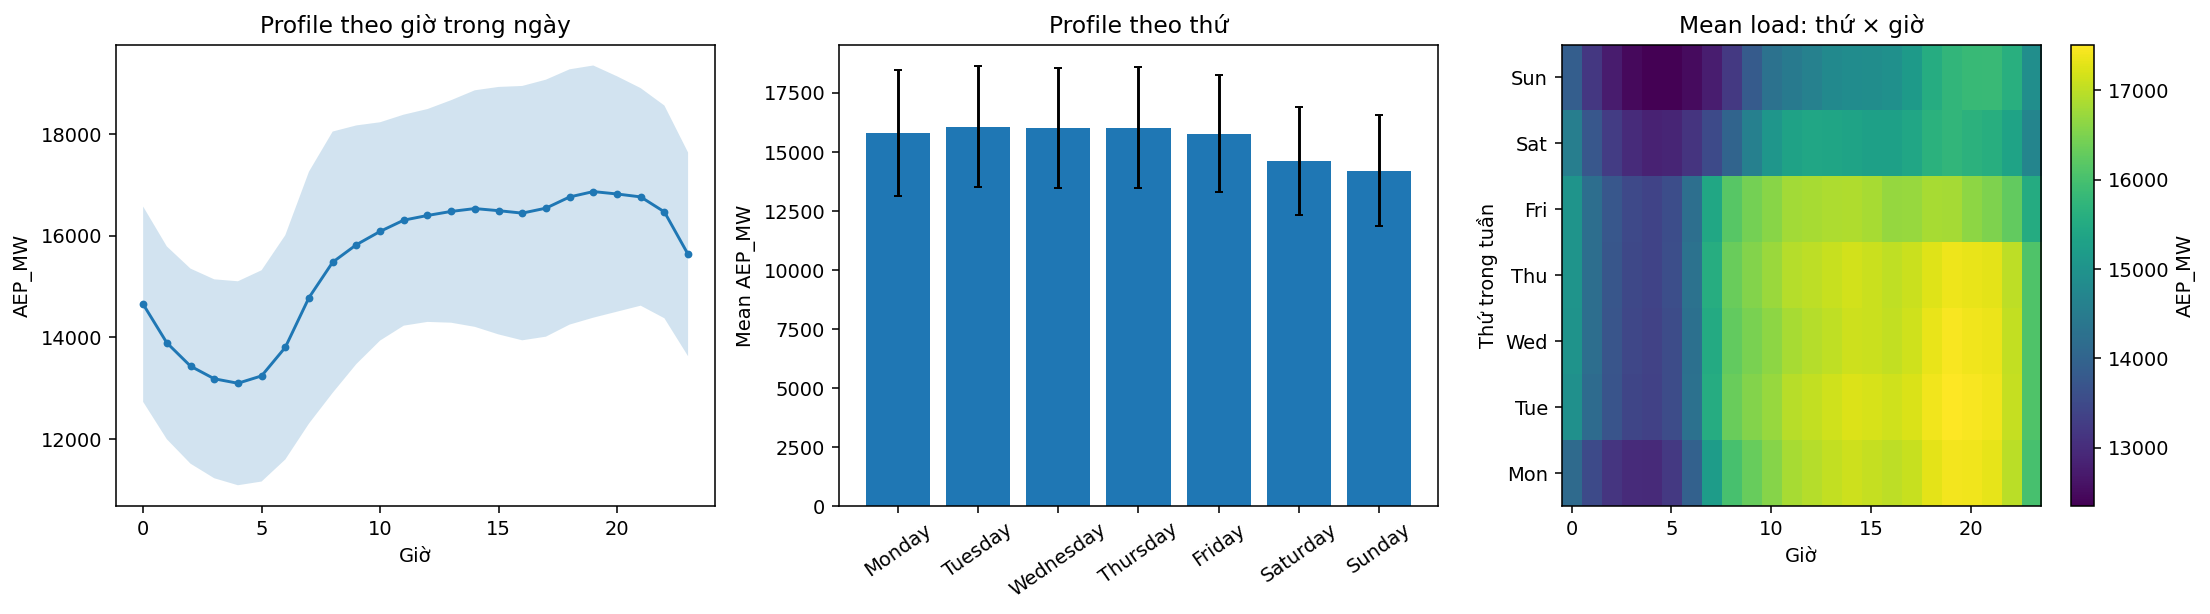 Profile theo giờ trong ngày
AEP_MW
18000
16000
14000
12000
0 5 10 15 20
Giờ
Profile theo thứ
Mean AEP_MW
17500
15000
12500
10000
7500
5000
2500
0
Monday Tuesday Wednesday Thursday Friday Saturday Sunday
Mean load: thứ × giờ
Thứ trong tuần
Sun
Sat
Fri
Thu
Wed
Tue
Mon
0 5 10 15 20
Giờ
17000
16000
15000
14000
13000
AEP_MW